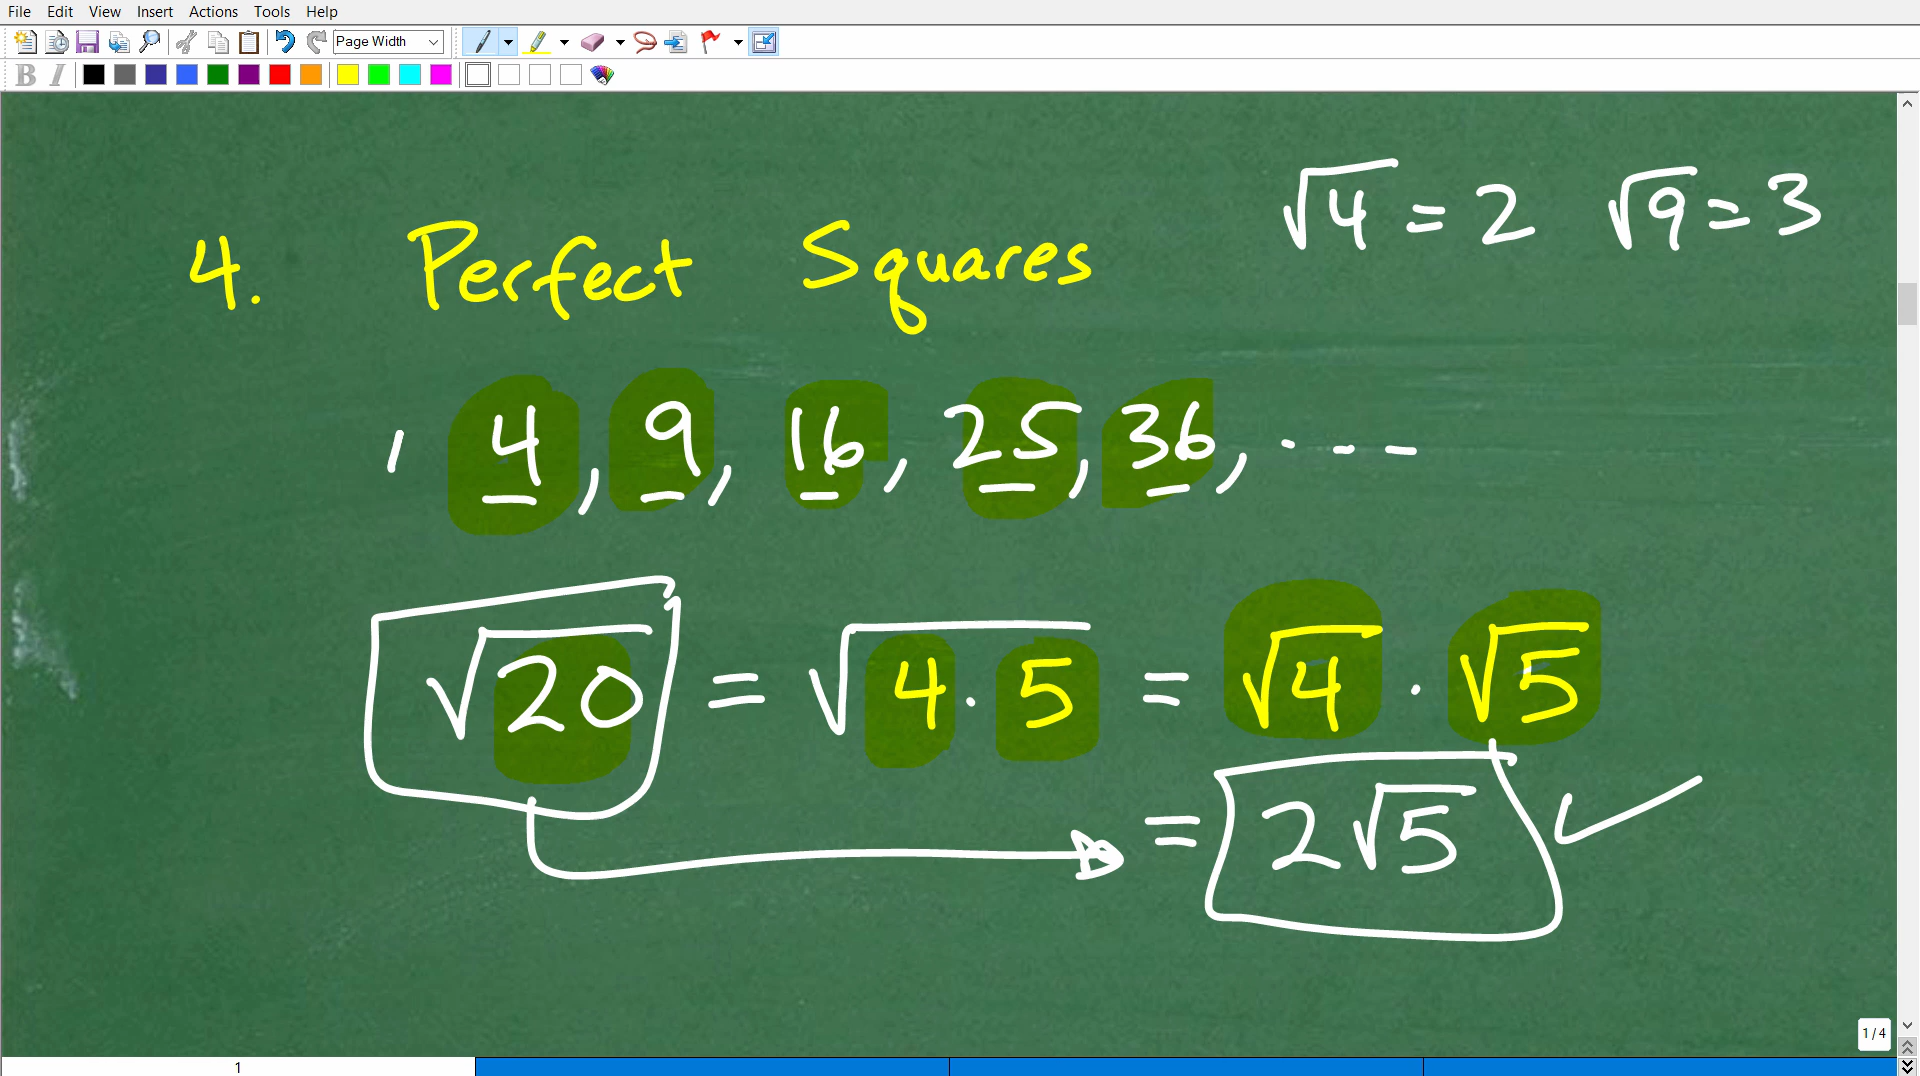 File Edit View Insert Actions Tools Help
Page Width
B I
√4 = 2 √9 = 3
4. Perfect Squares
1 4, 9, 16, 25, 36, . - -
√20 = √4·5 = √4 · √5
= 2√5 ✓
1 / 4
1